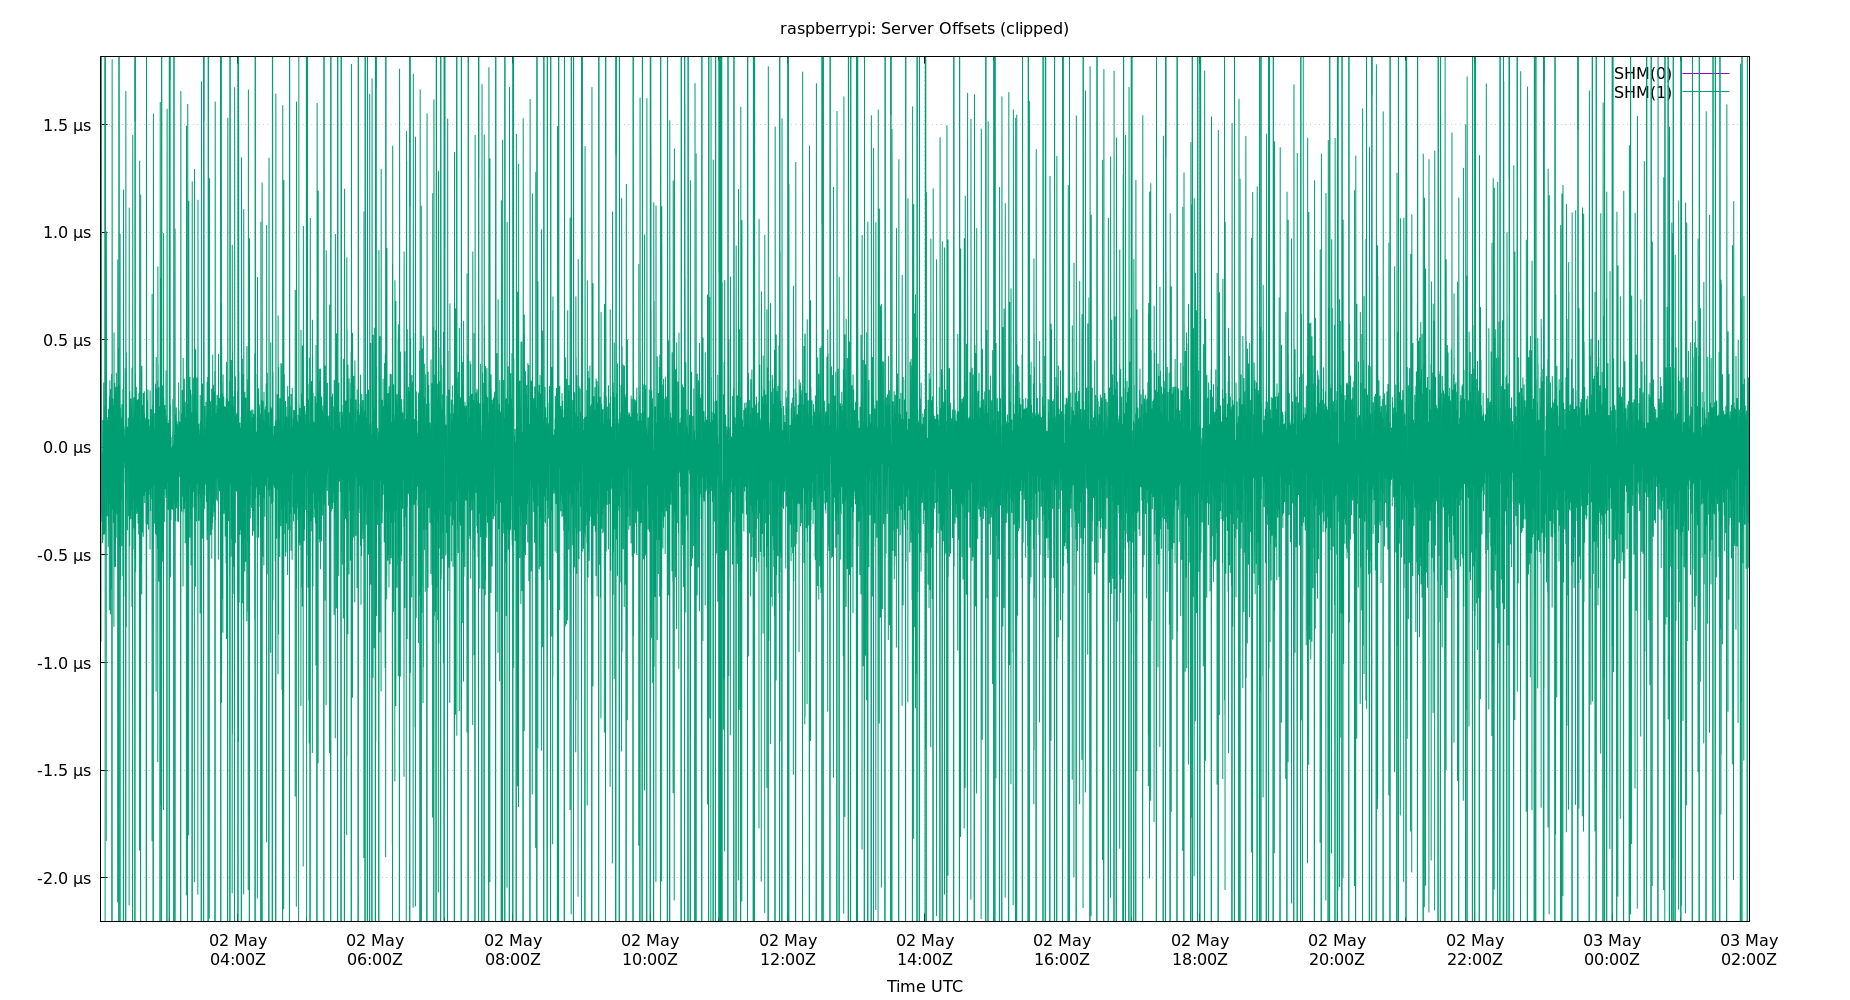 raspberrypi: Server Offsets (clipped)
SHM(0)
SHM(1)
1.5 µs
1.0 µs
0.5 µs
0.0 µs
-0.5 µs
-1.0 µs
-1.5 µs
-2.0 µs
02 May 02 May 02 May 02 May 02 May 02 May 02 May 02 May 02 May 02 May 03 May 03 May
04:00Z 06:00Z 08:00Z 10:00Z 12:00Z 14:00Z 16:00Z 18:00Z 20:00Z 22:00Z 00:00Z 02:00Z
Time UTC